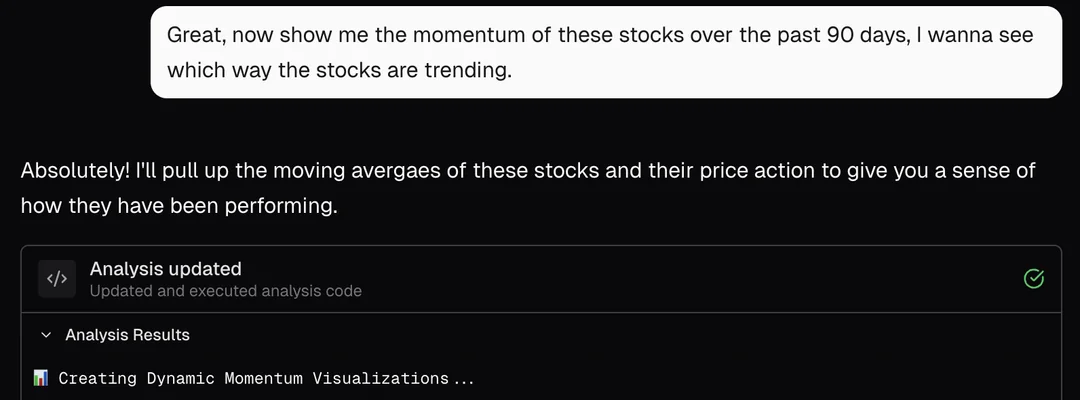 Great, now show me the momentum of these stocks over the past 90 days, I wanna see
which way the stocks are trending.
Absolutely! I'll pull up the moving avergaes of these stocks and their price action to give you a sense of
how they have been performing.
</> Analysis updated
Updated and executed analysis code
Analysis Results
📊 Creating Dynamic Momentum Visualizations...